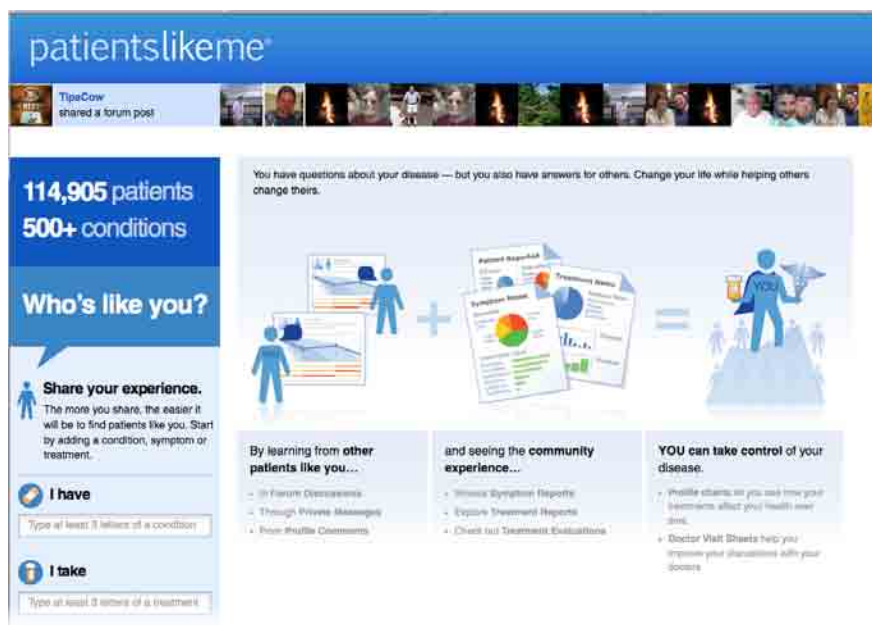 patientslikeme®
TipsCow
shared a forum post
114,905 patients
500+ conditions
Who's like you?
Share your experience.
The more you share, the easier it
will be to find patients like you. Start
by adding a condition, symptom or
treatment.
I have
Type at least 3 letters of a condition
I take
Type at least 3 letters of a treatment
You have questions about your disease — but you also have answers for others. Change your life while helping others
change theirs.
Patient Reported
Symptom
Treatment
YOU
By learning from other
patients like you...
• In Forum Discussions
• Through Private Messages
• From Profile Comments
and seeing the community
experience...
• Browse Symptom Reports
• Explore Treatment Reports
• Check out Treatment Evaluations
YOU can take control of your
disease.
• Profile charts let you see how your
treatments affect your health over
time.
• Doctor Visit Sheets help you
improve your discussions with your
doctors